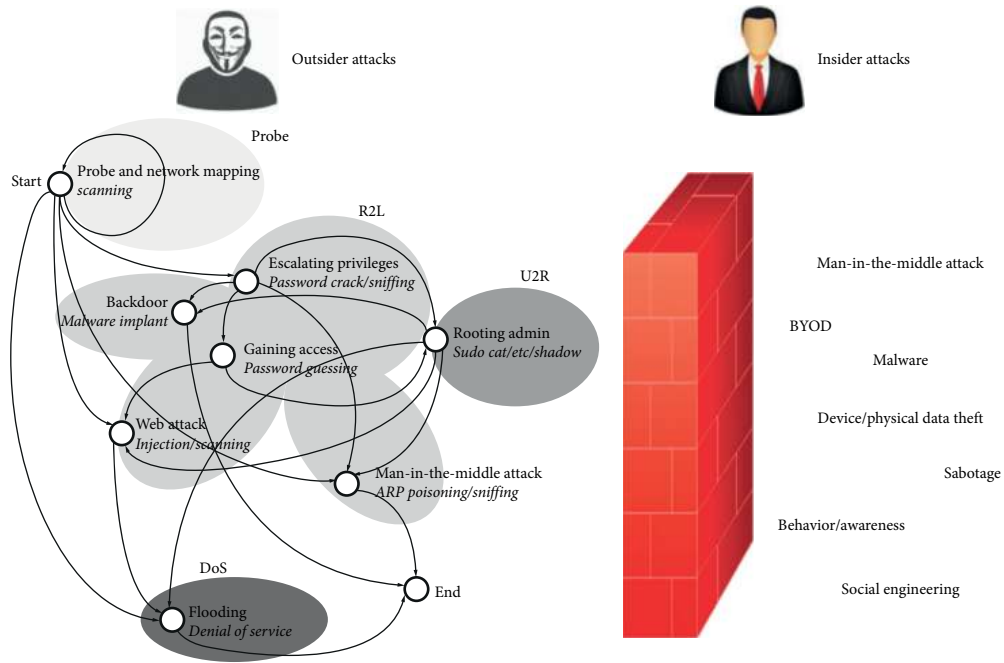 Outsider attacks
Insider attacks
Probe
Start
Probe and network mapping
scanning
R2L
Escalating privileges
Password crack/sniffing
U2R
Backdoor
Malware implant
Rooting admin
Sudo cat/etc/shadow
Gaining access
Password guessing
Web attack
Injection/scanning
Man-in-the-middle attack
ARP poisoning/sniffing
DoS
End
Flooding
Denial of service
Man-in-the-middle attack
BYOD
Malware
Device/physical data theft
Sabotage
Behavior/awareness
Social engineering